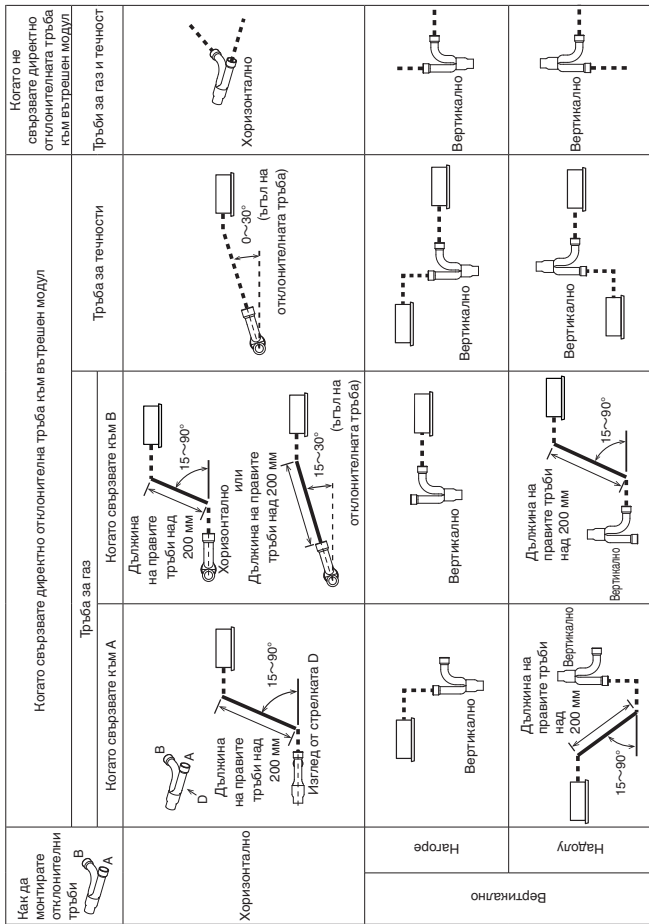 Как да
монтирате
отклонителни
тръби
B
A
Когато свързвате директно отклонителна тръба към вътрешен модул
Когато не
свързвате директно
отклонителната тръба
към вътрешен модул
Тръба за газ
Тръба за течности
Тръби за газ и течност
Когато свързвате към A
Когато свързвате към B
Хоризонтално
B
A
D
Дължина
на правите
тръби над
200 мм
15～90°
Изглед от стрелката D
Дължина
на правите
тръби над
200 мм
15～90°
Хоризонтално
или
Дължина на правите
тръби над 200 мм
15～30°
(ъгъл на
отклонителната тръба)
0～30°
(ъгъл на
отклонителната тръба)
Хоризонтално
Вертикално
Нагоре
Вертикално
Вертикално
Вертикално
Вертикално
Надолу
Дължина на
правите тръби
над
200 мм
Вертикално
15～90°
Дължина на
правите тръби
над 200 мм
15～90°
Вертикално
Вертикално
Вертикално